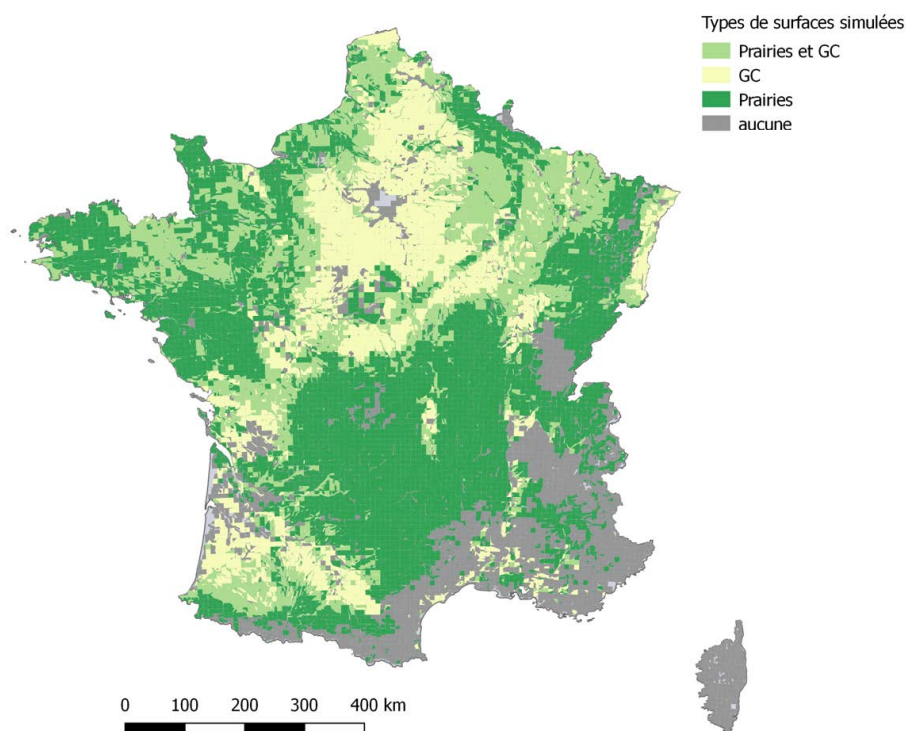 Types de surfaces simulées
Prairies et GC
GC
Prairies
aucune
0 100 200 300 400 km